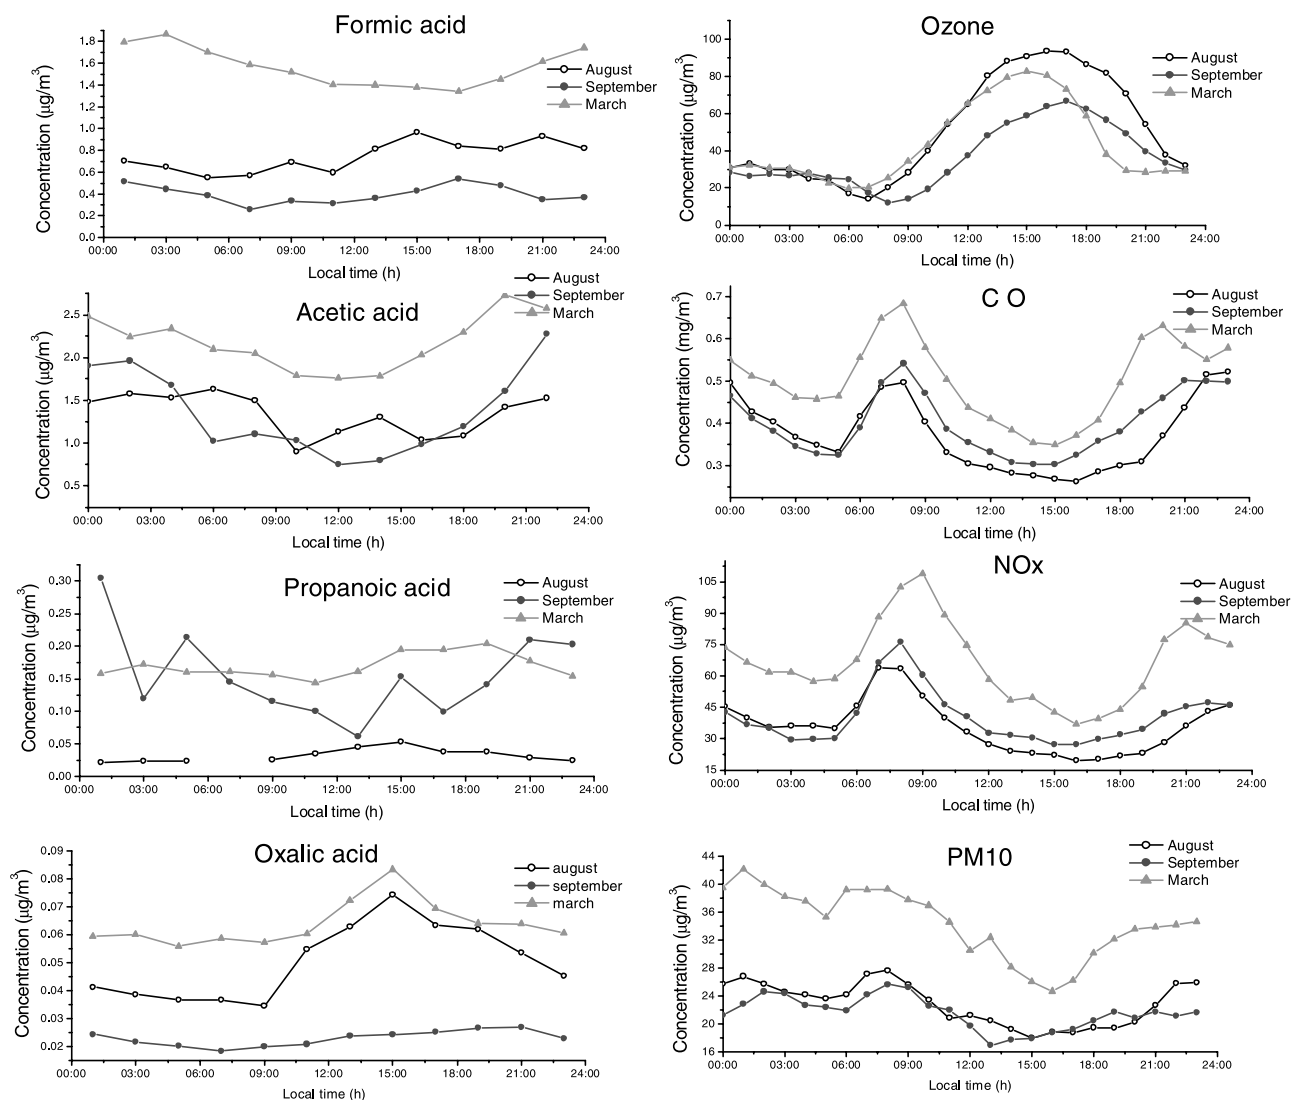 Formic acid
Concentration (μg/m³)
1.8
1.6
1.4
1.2
1.0
0.8
0.6
0.4
0.2
0.0
00:00 03:00 06:00 09:00 12:00 15:00 18:00 21:00 24:00
Local time (h)
August
September
March
Ozone
Concentration (μg/m³)
100
80
60
40
20
0
00:00 03:00 06:00 09:00 12:00 15:00 18:00 21:00 24:00
Local time (h)
August
September
March
Acetic acid
Concentration (μg/m³)
2.5
2.0
1.5
1.0
0.5
00:00 03:00 06:00 09:00 12:00 15:00 18:00 21:00 24:00
Local time (h)
August
September
March
C O
Concentration (mg/m³)
0.7
0.6
0.5
0.4
0.3
00:00 03:00 06:00 09:00 12:00 15:00 18:00 21:00 24:00
Local time (h)
August
September
March
Propanoic acid
Concentration (μg/m³)
0.30
0.25
0.20
0.15
0.10
0.05
0.00
00:00 03:00 06:00 09:00 12:00 15:00 18:00 21:00 24:00
Local time (h)
August
September
March
NOx
Concentration (μg/m³)
105
90
75
60
45
30
15
00:00 03:00 06:00 09:00 12:00 15:00 18:00 21:00 24:00
Local time (h)
August
September
March
Oxalic acid
Concentration (μg/m³)
0.09
0.08
0.07
0.06
0.05
0.04
0.03
0.02
00:00 03:00 06:00 09:00 12:00 15:00 18:00 21:00 24:00
Local time (h)
august
september
march
PM10
Concentration (μg/m³)
44
40
36
32
28
24
20
16
00:00 03:00 06:00 09:00 12:00 15:00 18:00 21:00 24:00
Local time (h)
August
September
March